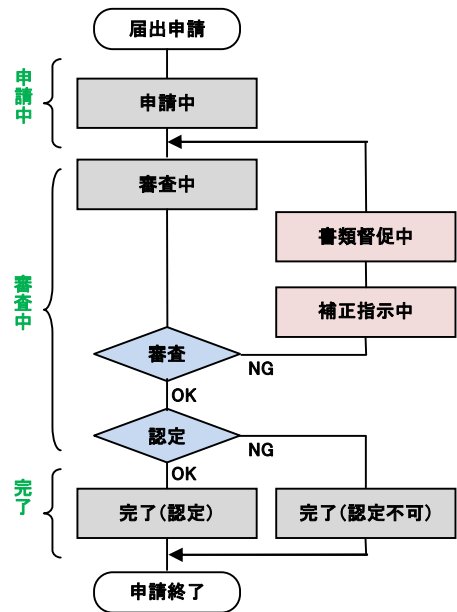 届出申請
申請中
申請中
審査中
書類督促中
補正指示中
審査中
審査
NG
OK
認定
NG
OK
完了
完了(認定)
完了(認定不可)
申請終了